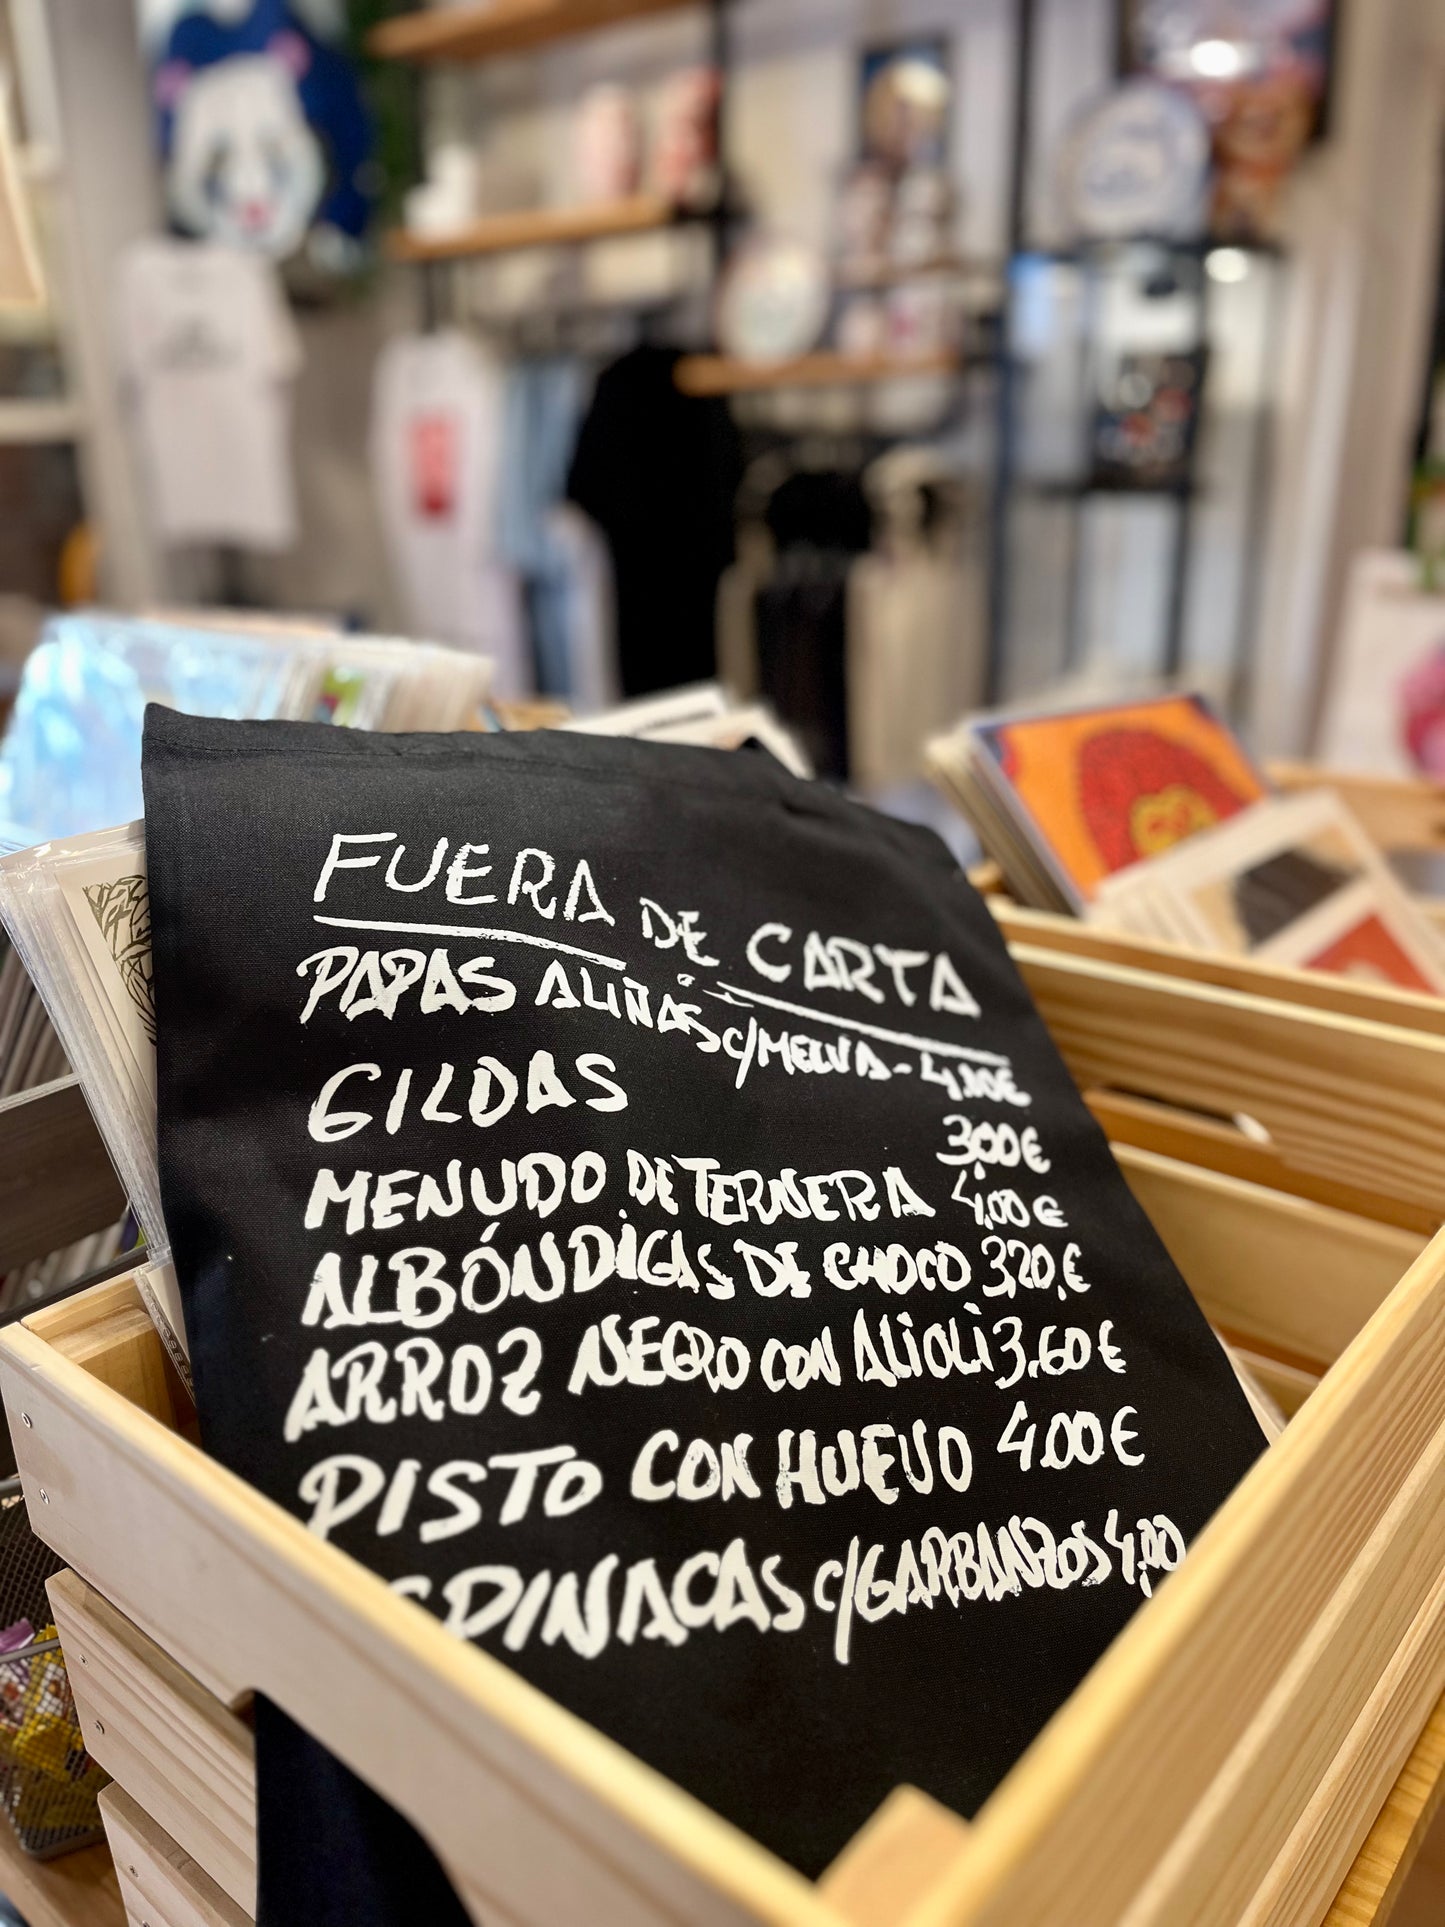 FUERA DE CARTA
PAPAS ALIÑÁS C/MELVA - 4.00€
GILDAS 3,00€
MENUDO DE TERNERA 4,00€
ALBÓNDIGAS DE CHOCO 3,20,€
ARROZ NEGRO CON ALIOLI 3,60€
PISTO CON HUEVO 4.00€
ESPINACAS C/GARBANZOS 4,00